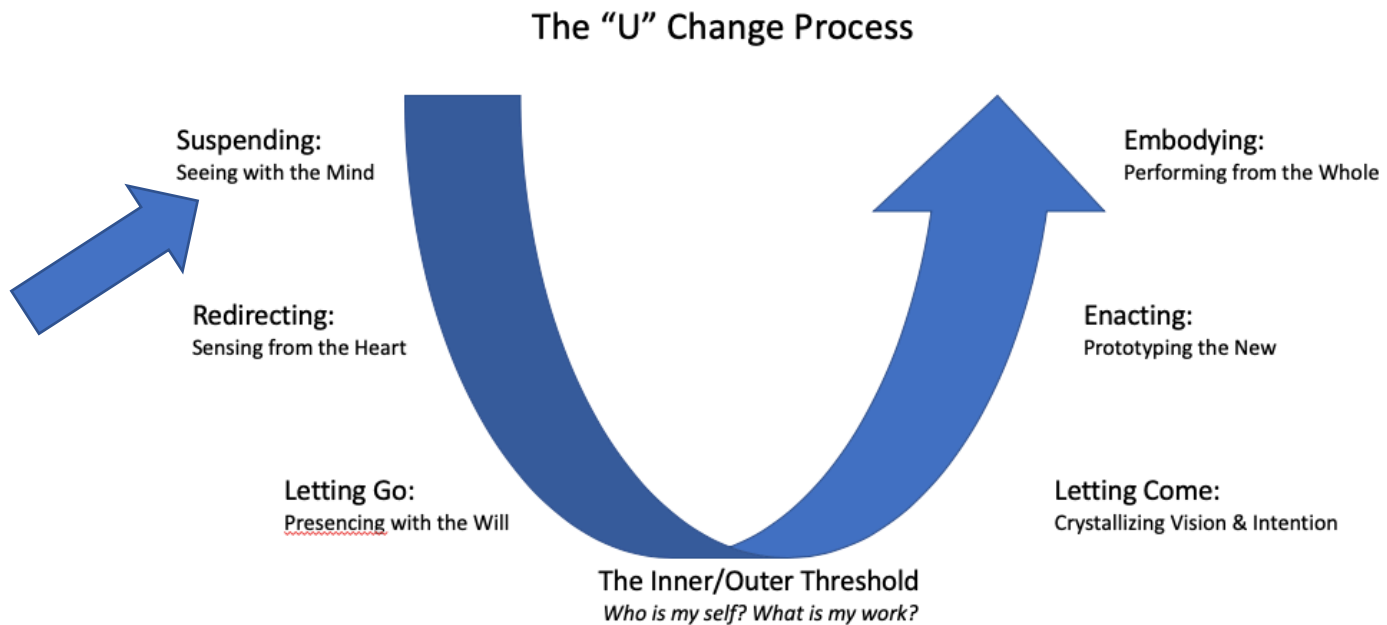 The “U” Change Process
Suspending:
Seeing with the Mind
Redirecting:
Sensing from the Heart
Letting Go:
Presencing with the Will
The Inner/Outer Threshold
Who is my self? What is my work?
Letting Come:
Crystallizing Vision & Intention
Enacting:
Prototyping the New
Embodying:
Performing from the Whole